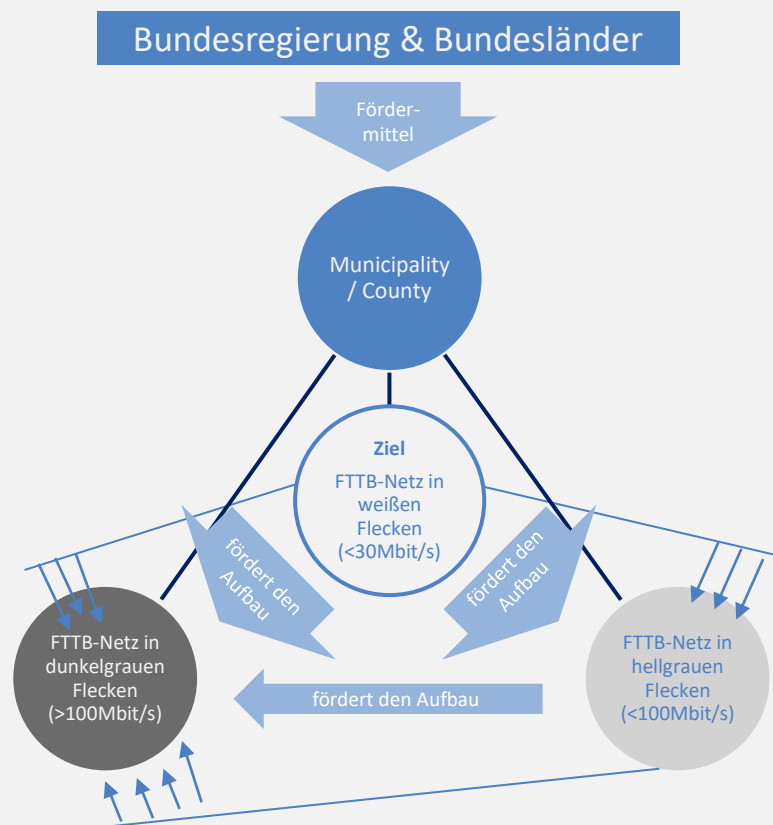 Bundesregierung & Bundesländer
Förder-
mittel
Municipality
/ County
Ziel
FTTB-Netz in
weißen
Flecken
(<30Mbit/s)
fördert den
Aufbau
fördert den
Aufbau
FTTB-Netz in
dunkelgrauen
Flecken
(>100Mbit/s)
fördert den Aufbau
FTTB-Netz in
hellgrauen
Flecken
(<100Mbit/s)